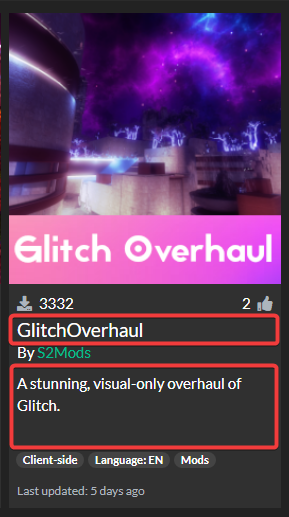 Glitch Overhaul
3332
2
GlitchOverhaul
By S2Mods
A stunning, visual-only overhaul of
Glitch.
Client-side
Language: EN
Mods
Last updated: 5 days ago